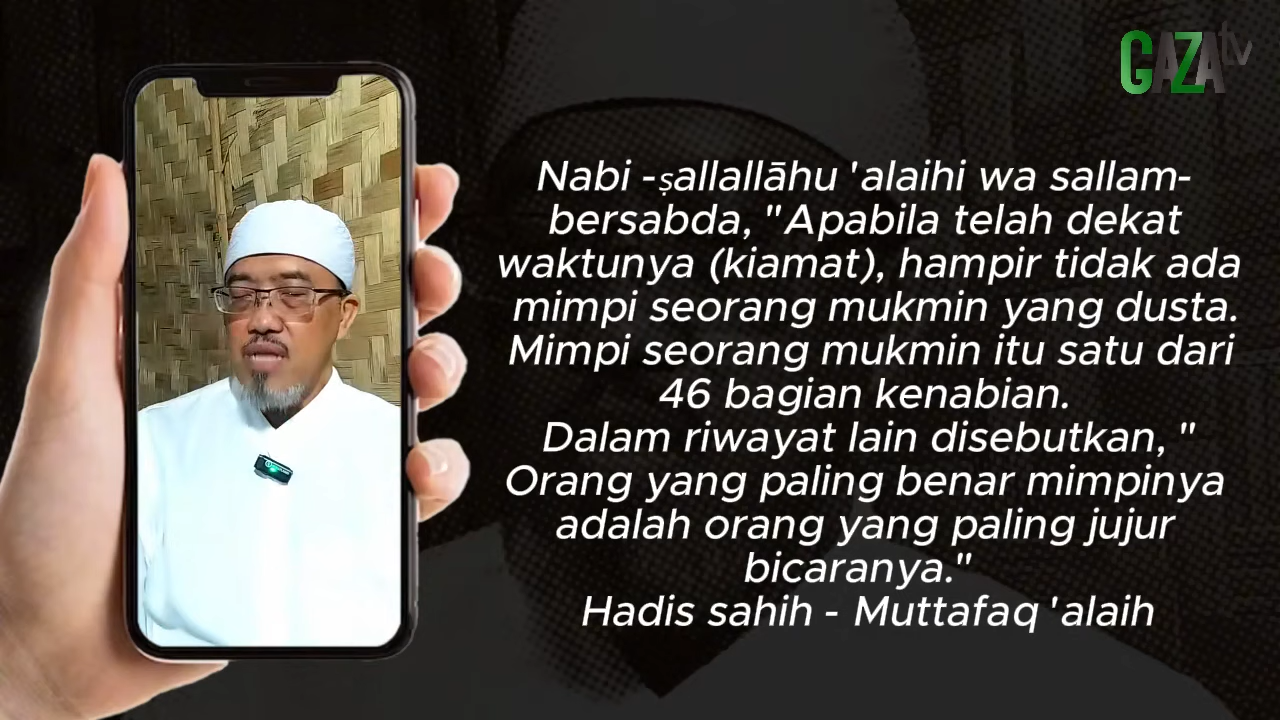 GAZAtv
Nabi -ṣallallāhu 'alaihi wa sallam-
bersabda, "Apabila telah dekat
waktunya (kiamat), hampir tidak ada
mimpi seorang mukmin yang dusta.
Mimpi seorang mukmin itu satu dari
46 bagian kenabian.
Dalam riwayat lain disebutkan, "
Orang yang paling benar mimpinya
adalah orang yang paling jujur
bicaranya."
Hadis sahih - Muttafaq 'alaih